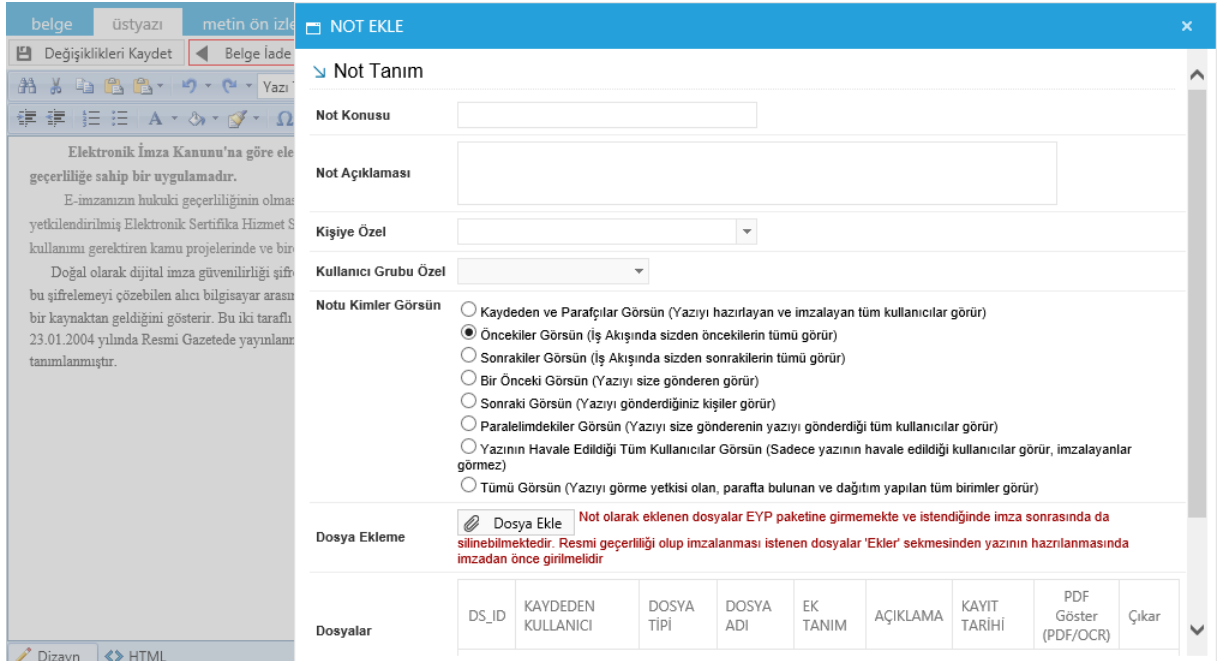 belge üstyazı metin ön izle
Değişiklikleri Kaydet Belge İade
Yazı
Elektronik İmza Kanunu'na göre ele
geçerliliğe sahip bir uygulamadır.
E-imzanızın hukuki geçerliliğinin olmas
yetkilendirilmiş Elektronik Sertifika Hizmet S
kullanımı gerektiren kamu projelerinde ve bir
Doğal olarak dijital imza güvenilirliği şifr
bu şifrelemeyi çözebilen alıcı bilgisayar arası
bir kaynaktan geldiğini gösterir. Bu iki taraflı
23.01.2004 yılında Resmi Gazetede yayınlanı
tanımlanmıştır.
Dizayn HTML
NOT EKLE
Not Tanım
Not Konusu
Not Açıklaması
Kişiye Özel
Kullanıcı Grubu Özel
Notu Kimler Görsün
Kaydeden ve Parafçılar Görsün (Yazıyı hazırlayan ve imzalayan tüm kullanıcılar görür)
Öncekiler Görsün (İş Akışında sizden öncekilerin tümü görür)
Sonrakiler Görsün (İş Akışında sizden sonrakilerin tümü görür)
Bir Önceki Görsün (Yazıyı size gönderen görür)
Sonraki Görsün (Yazıyı gönderdiğiniz kişiler görür)
Paralelimdekiler Görsün (Yazıyı size gönderenin yazıyı gönderdiği tüm kullanıcılar görür)
Yazının Havale Edildiği Tüm Kullanıcılar Görsün (Sadece yazının havale edildiği kullanıcılar görür, imzalayanlar
görmez)
Tümü Görsün (Yazıyı görme yetkisi olan, parafta bulunan ve dağıtım yapılan tüm birimler görür)
Dosya Ekleme
Dosya Ekle Not olarak eklenen dosyalar EYP paketine girmemekte ve istendiğinde imza sonrasında da
silinebilmektedir. Resmi geçerliliği olup imzalanması istenen dosyalar 'Ekler' sekmesinden yazının hazrılanmasında
imzadan önce girilmelidir
Dosyalar
DS_ID KAYDEDEN KULLANICI DOSYA TİPİ DOSYA ADI EK TANIM AÇIKLAMA KAYIT TARİHİ PDF Göster (PDF/OCR) Çıkar